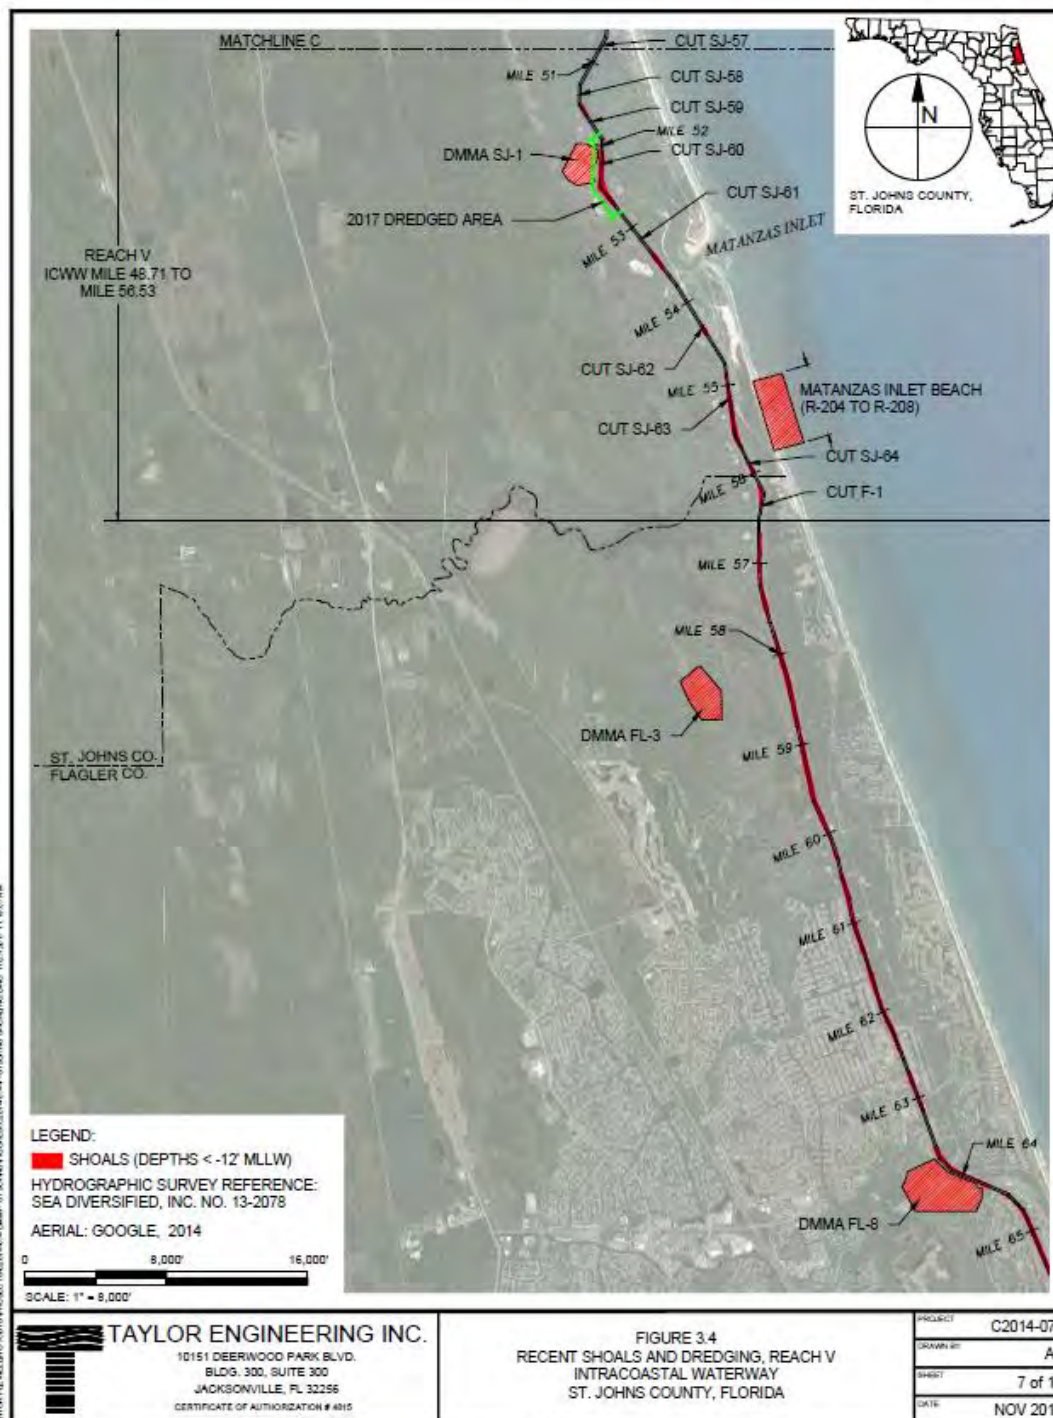 MATCHLINE C
CUT SJ-57
MILE 51
CUT SJ-58
CUT SJ-59
MILE 52
DMMA SJ-1
CUT SJ-60
CUT SJ-61
2017 DREDGED AREA
MILE 53
MATANZAS INLET
N
ST. JOHNS COUNTY,
FLORIDA
REACH V
ICWW MILE 48.71 TO
MILE 56.53
MILE 54
CUT SJ-62
MILE 55
MATANZAS INLET BEACH
(R-204 TO R-208)
CUT SJ-63
CUT SJ-64
MILE 56
CUT F-1
MILE 57
MILE 58
DMMA FL-3
MILE 59
ST. JOHNS CO.
FLAGLER CO.
MILE 60
MILE 61
MILE 62
MILE 63
MILE 64
DMMA FL-8
MILE 65
LEGEND:
SHOALS (DEPTHS < -12' MLLW)
HYDROGRAPHIC SURVEY REFERENCE:
SEA DIVERSIFIED, INC. NO. 13-2078
AERIAL: GOOGLE, 2014
0 8,000' 16,000'
SCALE: 1" = 8,000'
TAYLOR ENGINEERING INC.
10151 DEERWOOD PARK BLVD.
BLDG. 300, SUITE 300
JACKSONVILLE, FL 32256
CERTIFICATE OF AUTHORIZATION # 4815
FIGURE 3.4
RECENT SHOALS AND DREDGING, REACH V
INTRACOASTAL WATERWAY
ST. JOHNS COUNTY, FLORIDA
PROJECT C2014-07
DRAWN BY A
SHEET 7 of 1
DATE NOV 201